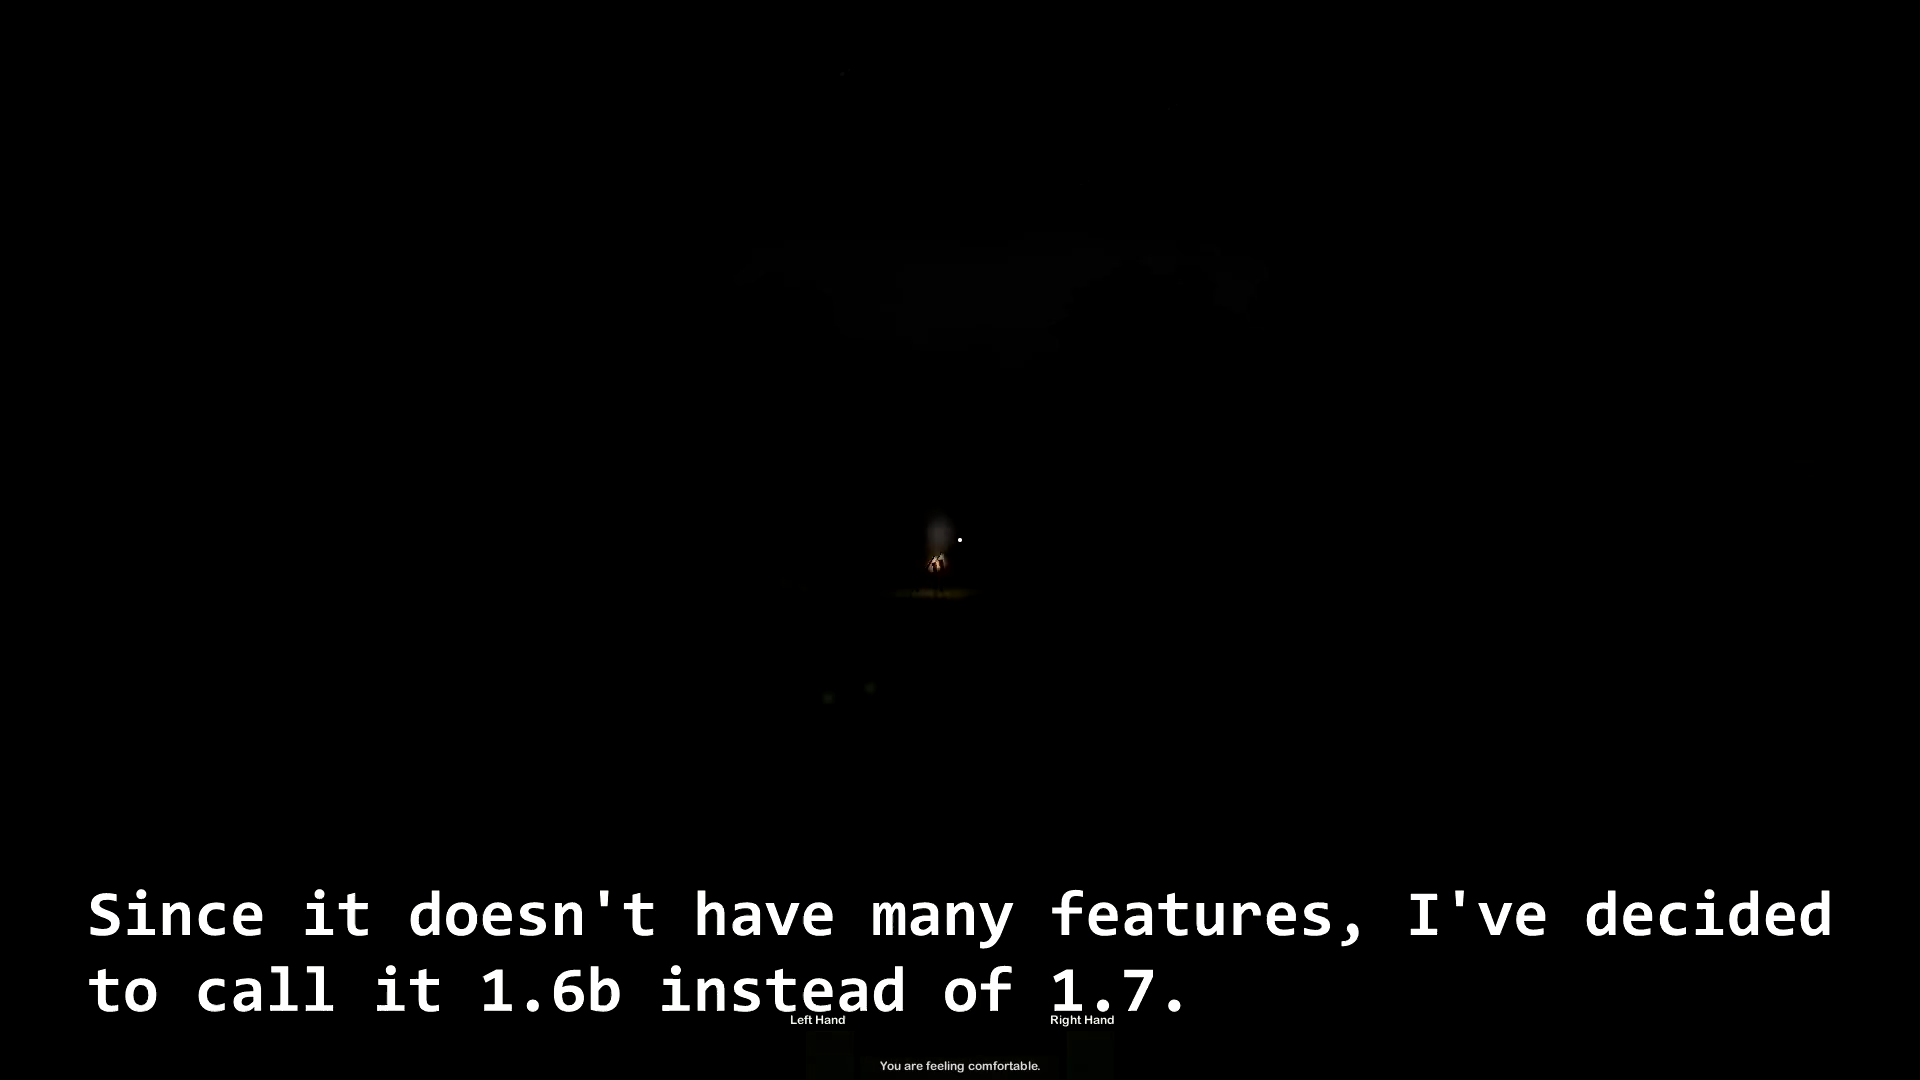 Since it doesn't have many features, I've decided
to call it 1.6b instead of 1.7.
Left Hand
Right Hand
You are feeling comfortable.